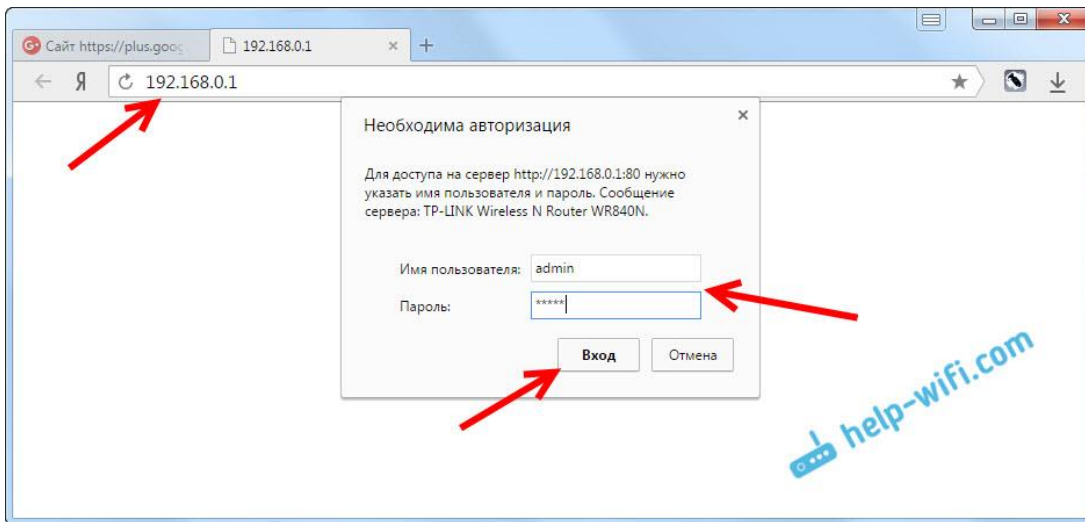 Сайт https://plus.goog
192.168.0.1
Я
192.168.0.1
Необходима авторизация
Для доступа на сервер http://192.168.0.1:80 нужно
указать имя пользователя и пароль. Сообщение
сервера: TP-LINK Wireless N Router WR840N.
Имя пользователя: admin
Пароль: *****
Вход Отмена
help-wifi.com